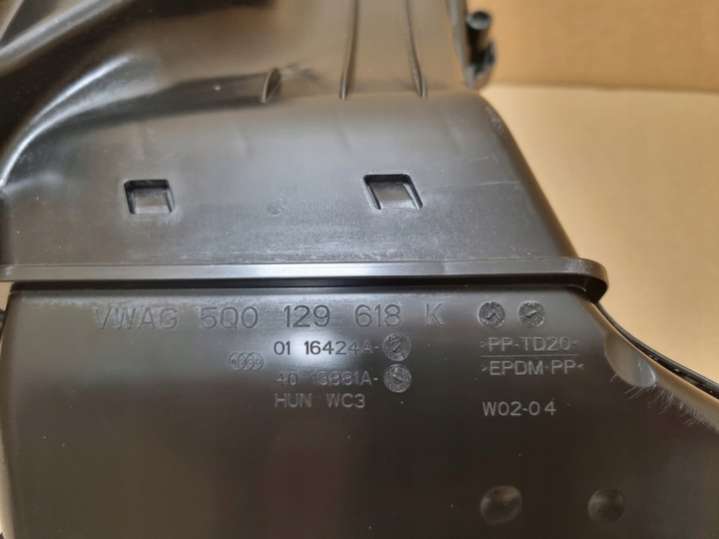 VWAG 5Q0 129 618 K
01 16424A-
>PP-TD20<
>EPDM·PP<
HUN WC3
W02-04